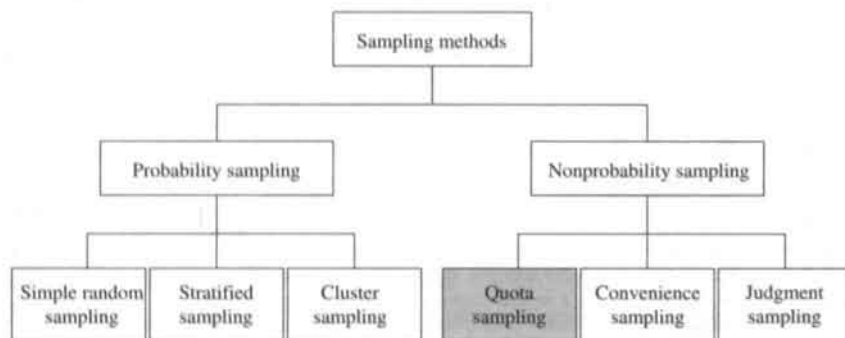 Sampling methods
Probability sampling
Nonprobability sampling
Simple random
sampling
Stratified
sampling
Cluster
sampling
Quota
sampling
Convenience
sampling
Judgment
sampling